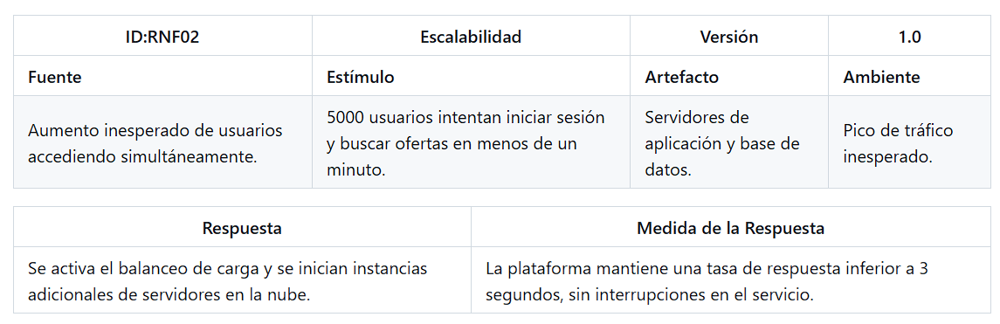 ID:RNF02 Escalabilidad Versión 1.0
Fuente Estímulo Artefacto Ambiente
Aumento inesperado de usuarios
accediendo simultáneamente.
5000 usuarios intentan iniciar sesión
y buscar ofertas en menos de un
minuto.
Servidores de
aplicación y base de
datos.
Pico de tráfico
inesperado.
Respuesta Medida de la Respuesta
Se activa el balanceo de carga y se inician instancias
adicionales de servidores en la nube.
La plataforma mantiene una tasa de respuesta inferior a 3
segundos, sin interrupciones en el servicio.